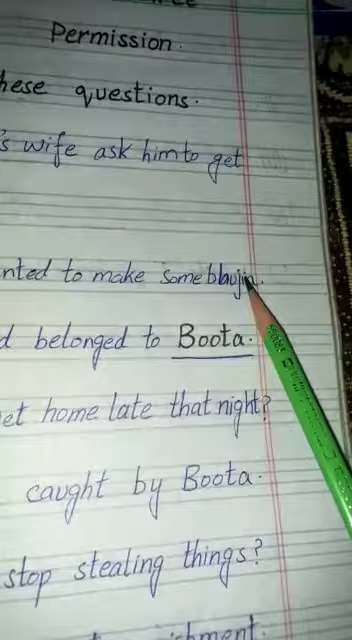 Permission.
hese questions.
's wife ask him to get
nted to make some
d belonged to Boota.
et home late that night?
caught by Boota.
stop stealing things?